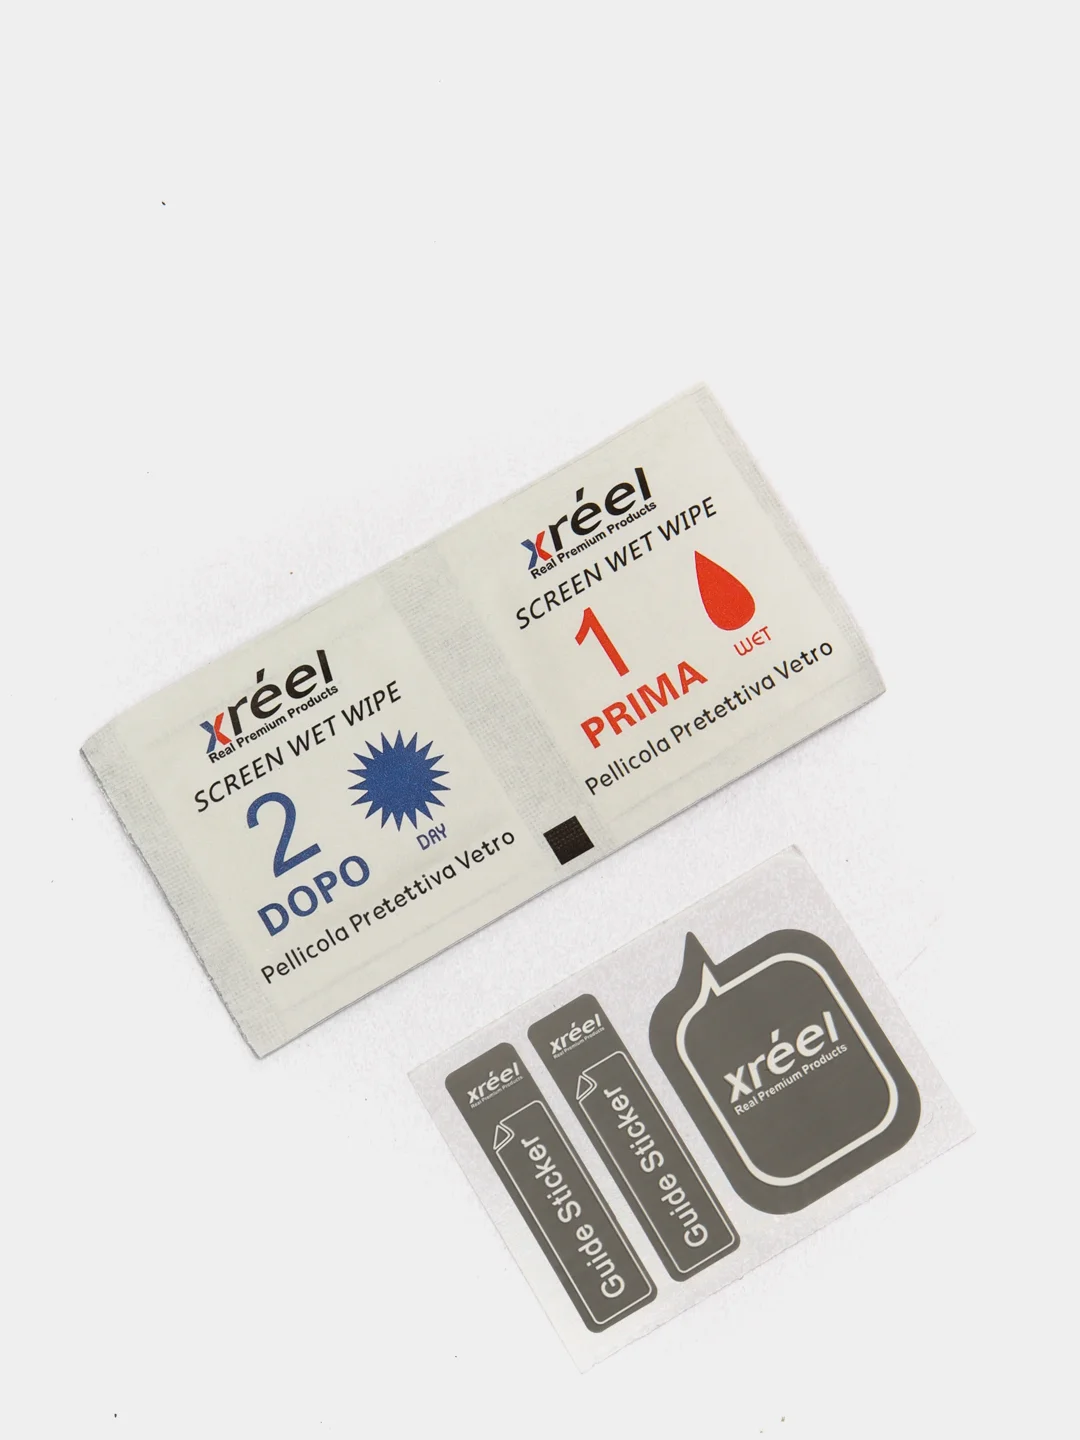 xréel
Real Premium Products
SCREEN WET WIPE
1
WET
PRIMA
Pellicola Pretettiva Vetro
xréel
Real Premium Products
SCREEN WET WIPE
2
DAY
DOPO
Pellicola Pretettiva Vetro
xréel
Real Premium Products
Guide Sticker
xréel
Real Premium Products
Guide Sticker
xréel
Real Premium Products